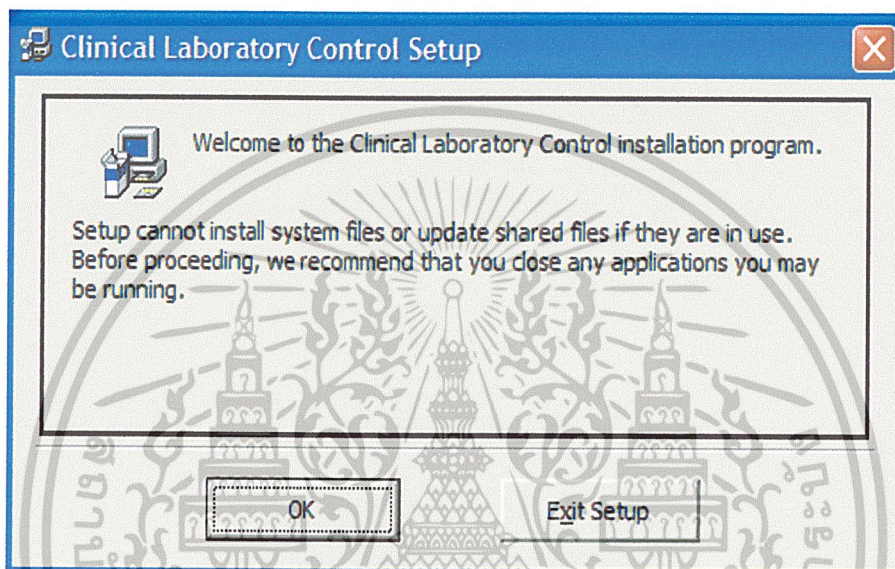 Clinical Laboratory Control Setup
Welcome to the Clinical Laboratory Control installation program.
Setup cannot install system files or update shared files if they are in use.
Before proceeding, we recommend that you close any applications you may
be running.
OK
Exit Setup